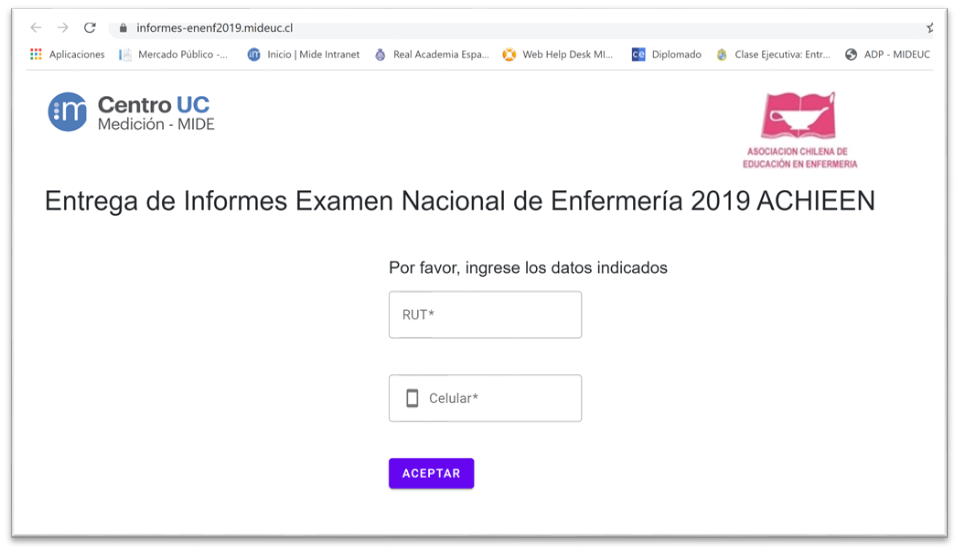 informes-enenf2019.mideuc.cl
Aplicaciones Mercado Público -... Inicio | Mide Intranet Real Academia Espa... Web Help Desk MI... ce Diplomado Clase Ejecutiva: Entr... ADP - MIDEUC
:m Centro UC
Medición - MIDE
ASOCIACION CHILENA DE
EDUCACIÓN EN ENFERMERIA
Entrega de Informes Examen Nacional de Enfermería 2019 ACHIEEN
Por favor, ingrese los datos indicados
RUT*
Celular*
ACEPTAR